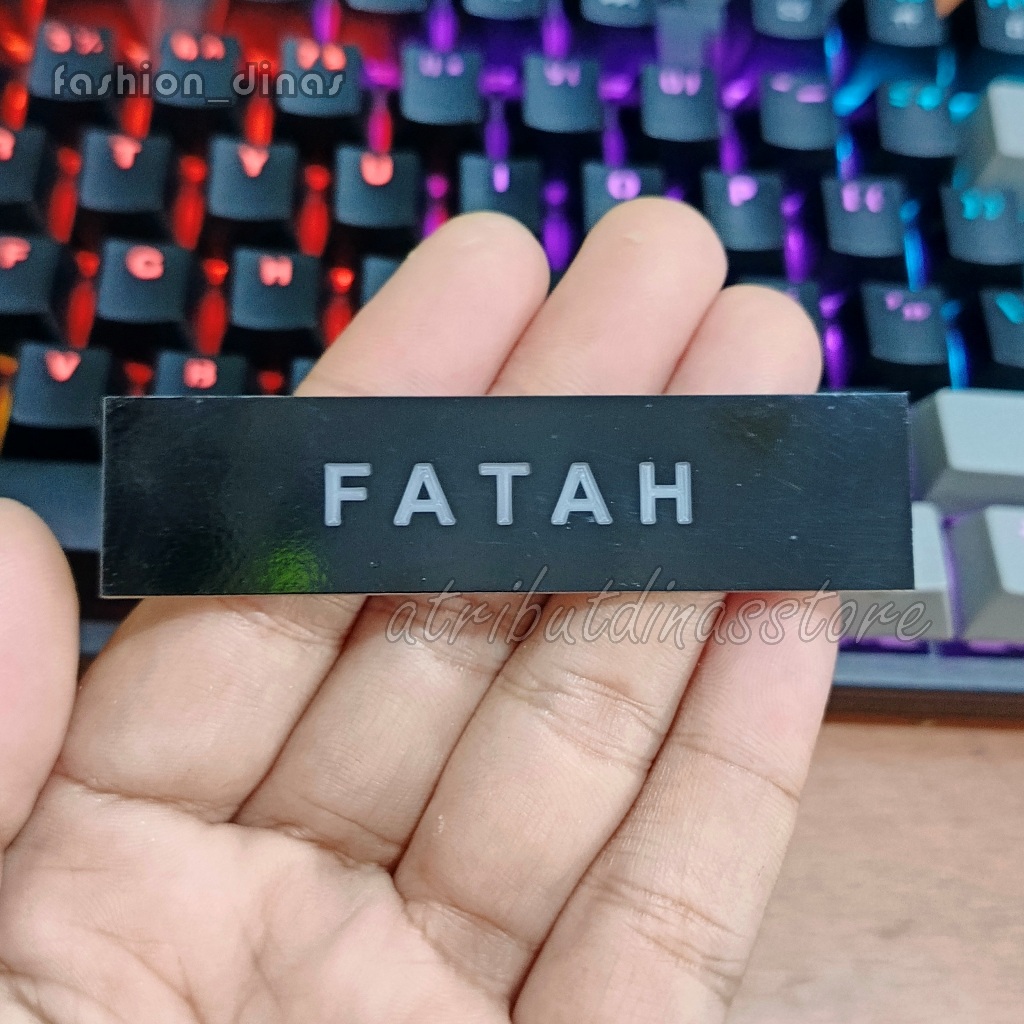 fashion_dinas
T Y U I O P
F G H
V B
FATAH
atributdinasstore